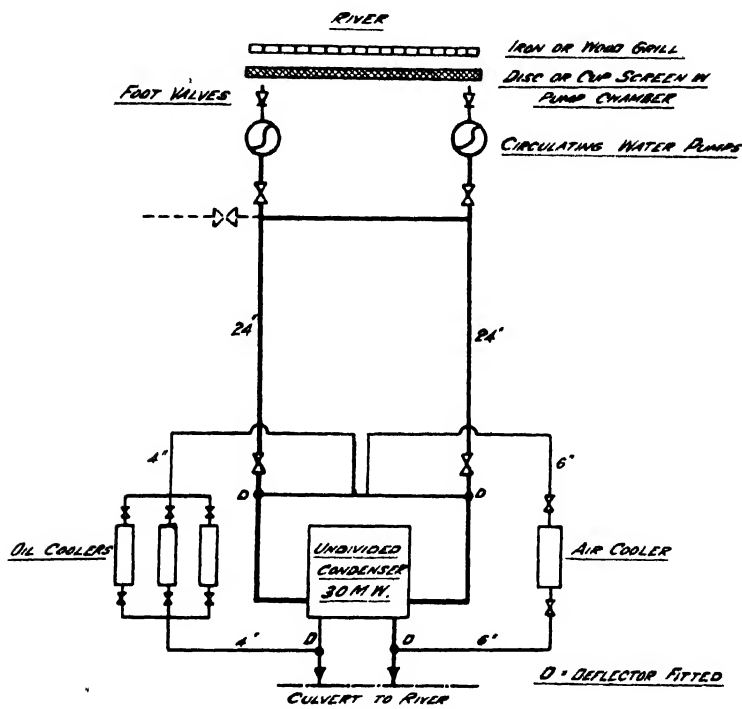 RIVER
IRON OR WOOD GRILL
DISC OR CUP SCREEN IN
PUMP CHAMBER
FOOT VALVES
CIRCULATING WATER PUMPS
24"
24"
4"
6"
D
D
OIL COOLERS
UNDIVIDED
CONDENSER
30 M W.
AIR COOLER
4"
D
D
6"
D = DEFLECTOR FITTED
CULVERT TO RIVER